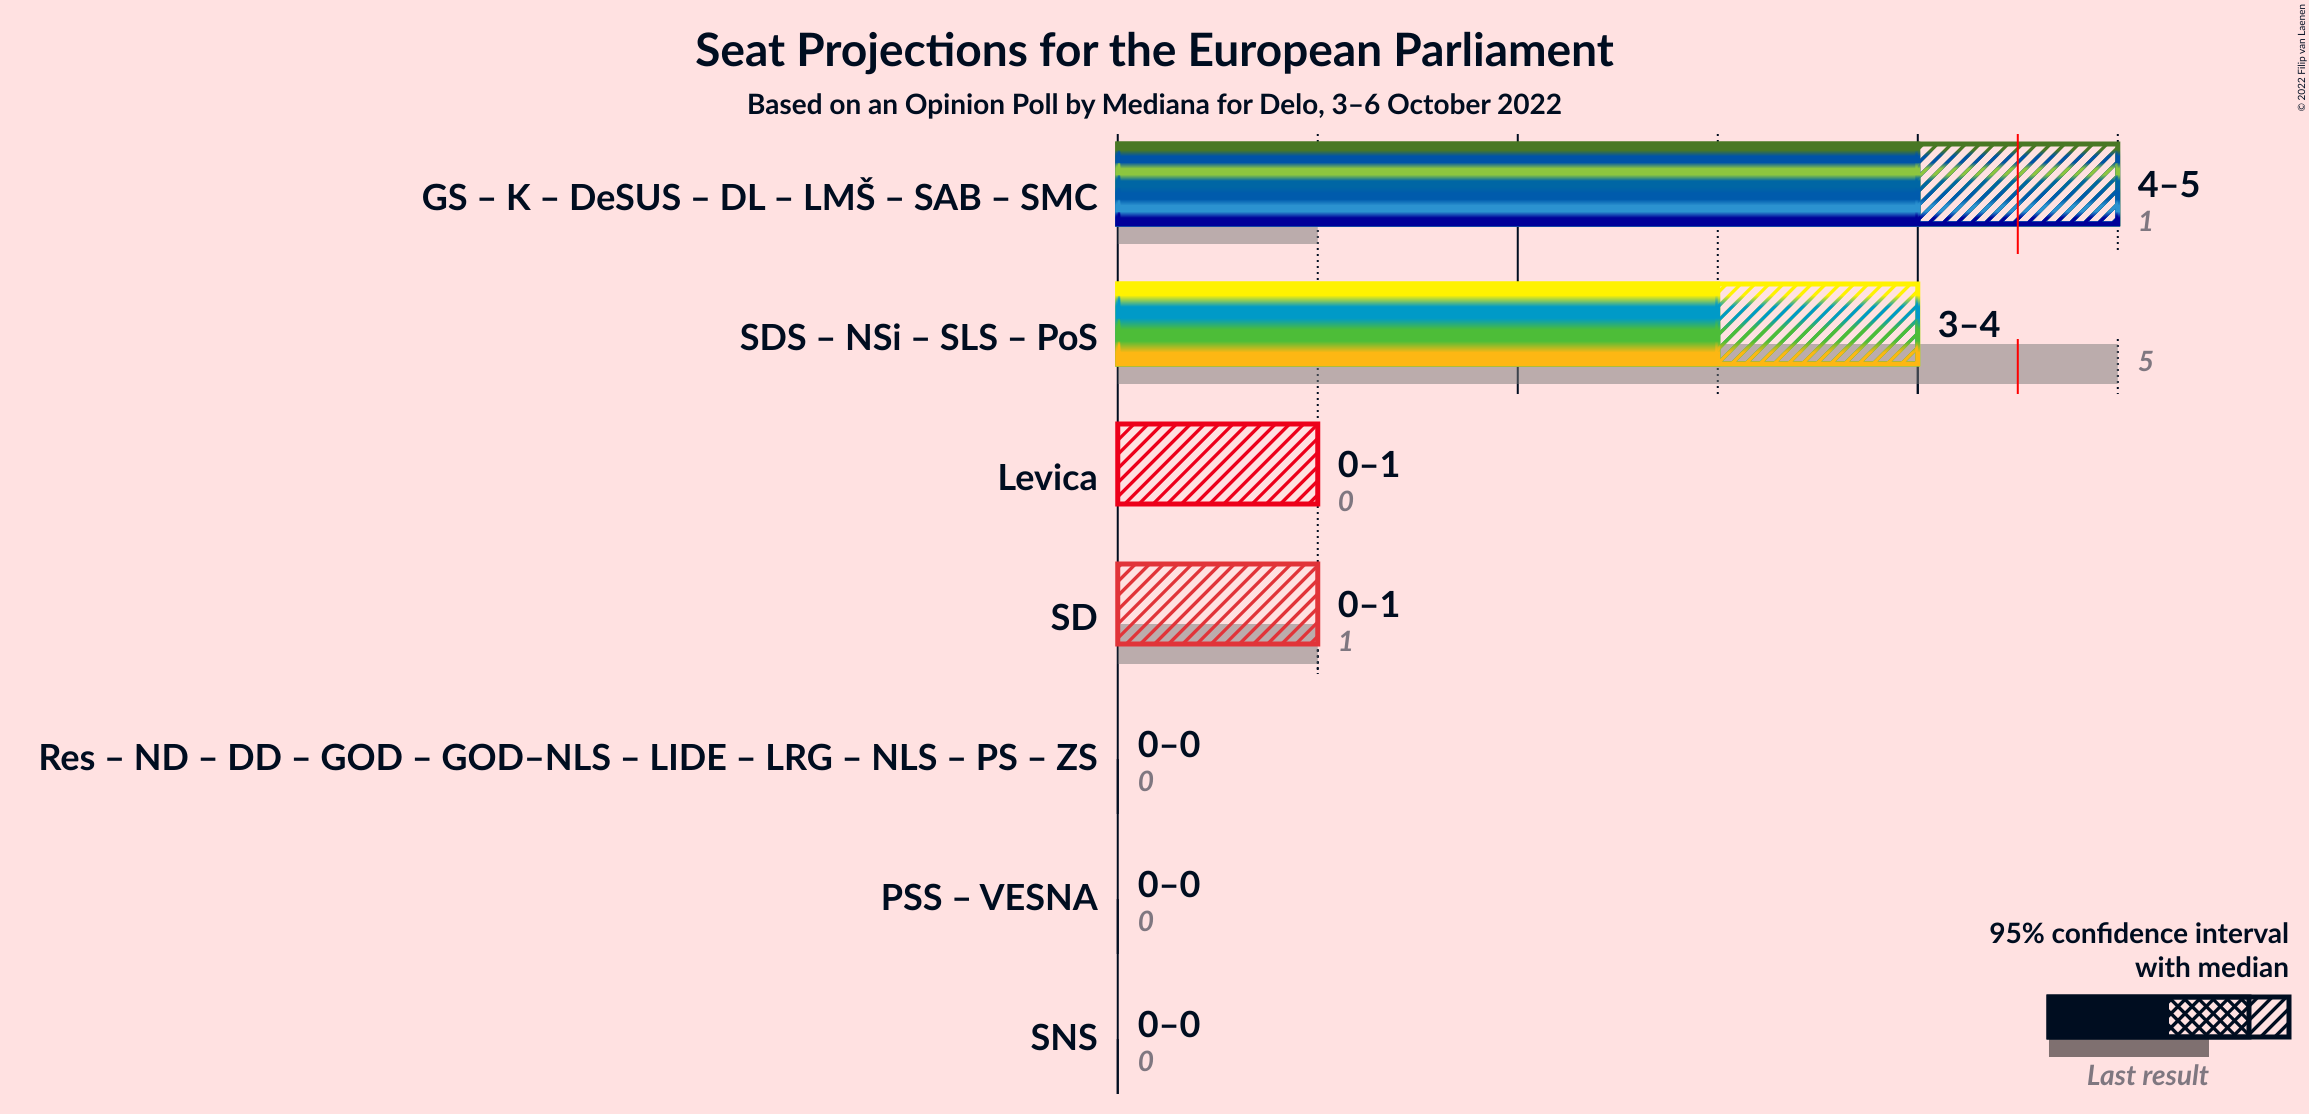 Seat Projections for the European Parliament
Based on an Opinion Poll by Mediana for Delo, 3–6 October 2022
© 2022 Filip van Laenen
GS – K – DeSUS – DL – LMŠ – SAB – SMC
4–5
1
SDS – NSi – SLS – PoS
3–4
5
Levica
0–1
0
SD
0–1
1
Res – ND – DD – GOD – GOD–NLS – LIDE – LRG – NLS – PS – ZS
0–0
0
PSS – VESNA
0–0
0
SNS
0–0
0
95% confidence interval
with median
Last result